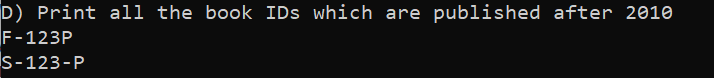 D) Print all the book IDs which are published after 2010
F-123P
S-123-P